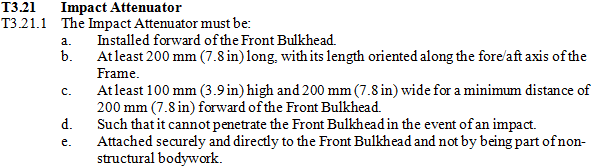 T3.21 Impact Attenuator
T3.21.1 The Impact Attenuator must be:
a. Installed forward of the Front Bulkhead.
b. At least 200 mm (7.8 in) long, with its length oriented along the fore/aft axis of the
Frame.
c. At least 100 mm (3.9 in) high and 200 mm (7.8 in) wide for a minimum distance of
200 mm (7.8 in) forward of the Front Bulkhead.
d. Such that it cannot penetrate the Front Bulkhead in the event of an impact.
e. Attached securely and directly to the Front Bulkhead and not by being part of non-
structural bodywork.